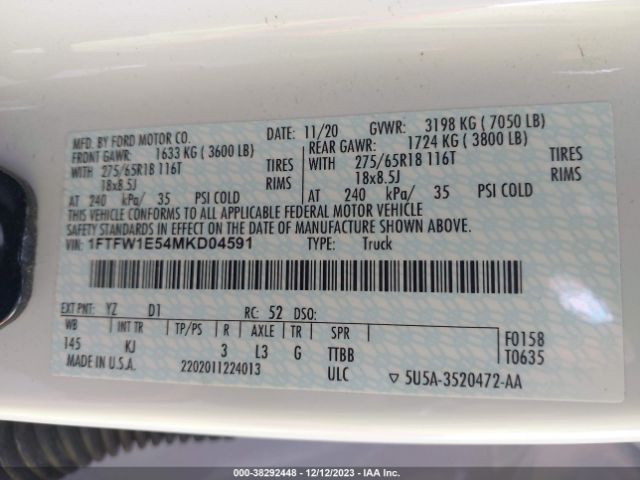 MFD. BY FORD MOTOR CO.
DATE: 11/20 GVWR: 3198 KG ( 7050 LB)
FRONT GAWR: 1633 KG ( 3600 LB)
REAR GAWR: 1724 KG ( 3800 LB)
WITH 275/65R18 116T TIRES
WITH 275/65R18 116T TIRES
18x8.5J RIMS
18x8.5J RIMS
AT 240 kPa/ 35 PSI COLD
AT 240 kPa/ 35 PSI COLD
THIS VEHICLE CONFORMS TO ALL APPLICABLE FEDERAL MOTOR VEHICLE
SAFETY STANDARDS IN EFFECT ON THE DATE OF MANUFACTURE SHOWN ABOVE.
VIN: 1FTFW1E54MKD04591 TYPE: Truck
EXT PNT: YZ D1 RC: 52 DSO:
WB INT TR TP/PS R AXLE TR SPR
145 KJ 3 L3 G TTBB
F0158
T0635
MADE IN U.S.A. 2202011224013 ULC
▽ 5U5A-3520472-AA
000-38292448 - 12/12/2023 - IAA Inc.